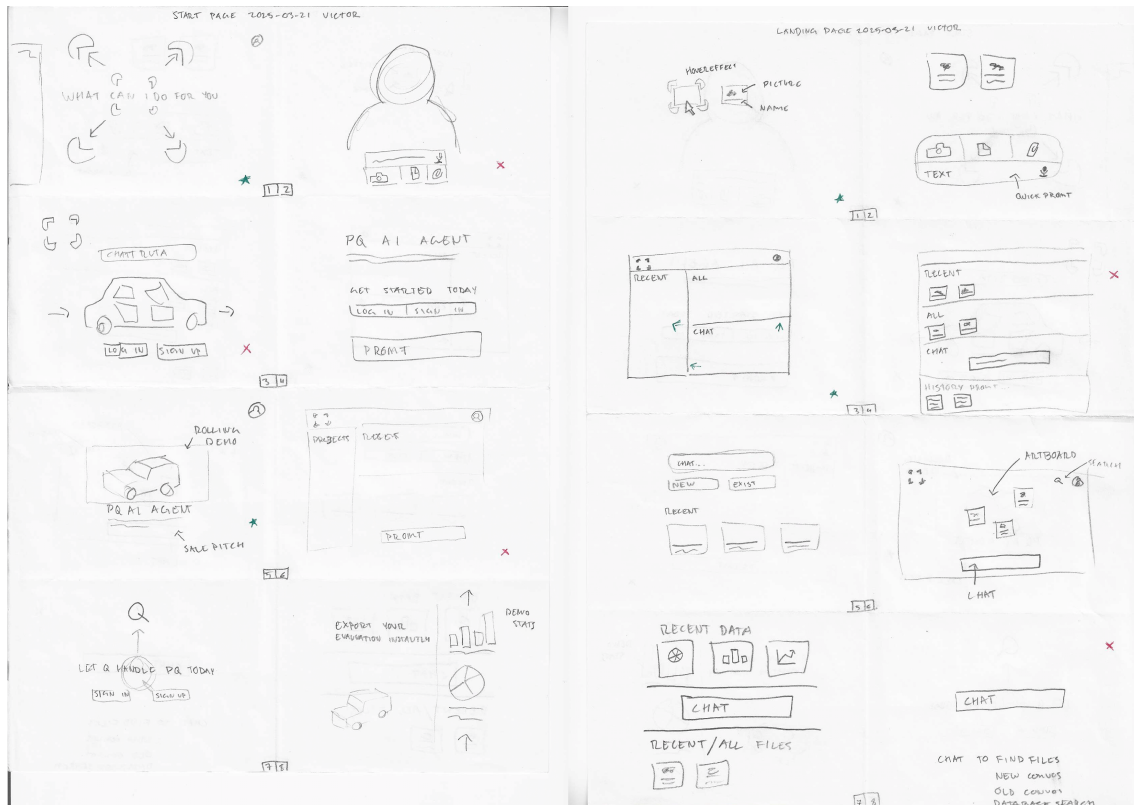 START PAGE 2025-03-21 VICTOR
WHAT CAN I DO FOR YOU
1 2
CHATT RUTA
LOG IN
SIGN UP
PQ AI AGENT
GET STARTED TODAY
LOG IN SIGN IN
PROMT
3 4
ROLLING
DEMO
PQ AI AGENT
SALE PITCH
PROJECTS
PROMT
5 6
Q
LET Q HANDLE PQ TODAY
SIGN IN
SIGN UP
EXPORT YOUR
EVALUATION INSTANTLY
DEMO
STATS
7 8
LANDING PAGE 2025-03-21 VICTOR
HOVER EFFECT
PICTURE
NAME
TEXT
QUICK PROMT
1 2
RECENT
ALL
CHAT
RECENT
ALL
CHAT
HISTORY PROMT
3 4
CHAT...
NEW
EXIST
RECENT
ARTBOARD
SEARCH
CHAT
5 6
RECENT DATA
CHAT
RECENT/ALL FILES
CHAT
CHAT TO FIND FILES
NEW CONVOS
OLD CONVOS
DATABASE SEARCH
7 8